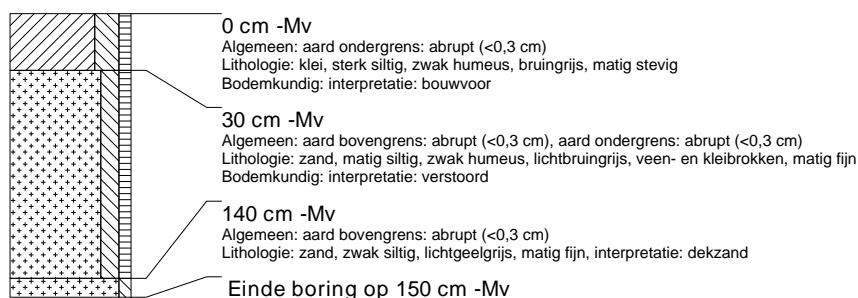 0 cm -Mv
Algemeen: aard ondergrens: abrupt (<0,3 cm)
Lithologie: klei, sterk siltig, zwak humeus, bruingrijs, matig stevig
Bodemkundig: interpretatie: bouwvoor
30 cm -Mv
Algemeen: aard bovengrens: abrupt (<0,3 cm), aard ondergrens: abrupt (<0,3 cm)
Lithologie: zand, matig siltig, zwak humeus, lichtbruingrijs, veen- en kleibrokken, matig fijn
Bodemkundig: interpretatie: verstoord
140 cm -Mv
Algemeen: aard bovengrens: abrupt (<0,3 cm)
Lithologie: zand, zwak siltig, lichtgeelgrijs, matig fijn, interpretatie: dekzand
Einde boring op 150 cm -Mv